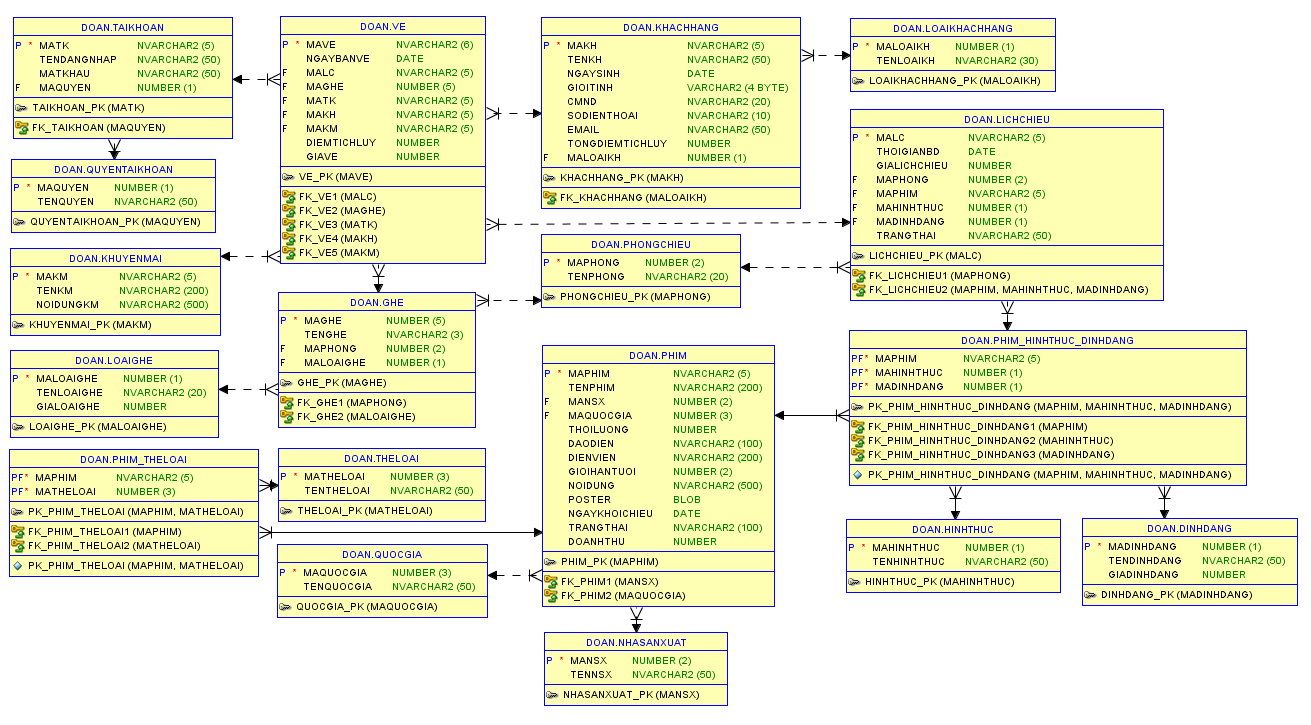 DOAN.TAIKHOAN
P * MATK NVARCHAR2 (5)
TENDANGNHAP NVARCHAR2 (50)
MATKHAU NVARCHAR2 (50)
F MAQUYEN NUMBER (1)
TAIKHOAN_PK (MATK)
FK_TAIKHOAN (MAQUYEN)
DOAN.QUYENTAIKHOAN
P * MAQUYEN NUMBER (1)
TENQUYEN NVARCHAR2 (50)
QUYENTAIKHOAN_PK (MAQUYEN)
DOAN.KHUYENMAI
P * MAKM NVARCHAR2 (5)
TENKM NVARCHAR2 (200)
NOIDUNGKM NVARCHAR2 (500)
KHUYENMAI_PK (MAKM)
DOAN.LOAIGHE
P * MALOAIGHE NUMBER (1)
TENLOAIGHE NVARCHAR2 (20)
GIALOAIGHE NUMBER
LOAIGHE_PK (MALOAIGHE)
DOAN.PHIM_THELOAI
PF* MAPHIM NVARCHAR2 (5)
PF* MATHELOAI NUMBER (3)
PK_PHIM_THELOAI (MAPHIM, MATHELOAI)
FK_PHIM_THELOAI1 (MAPHIM)
FK_PHIM_THELOAI2 (MATHELOAI)
PK_PHIM_THELOAI (MAPHIM, MATHELOAI)
DOAN.VE
P * MAVE NVARCHAR2 (6)
NGAYBANVE DATE
F MALC NVARCHAR2 (5)
F MAGHE NUMBER (5)
F MATK NVARCHAR2 (5)
F MAKH NVARCHAR2 (5)
F MAKM NVARCHAR2 (5)
DIEMTICHLUY NUMBER
GIAVE NUMBER
VE_PK (MAVE)
FK_VE1 (MALC)
FK_VE2 (MAGHE)
FK_VE3 (MATK)
FK_VE4 (MAKH)
FK_VE5 (MAKM)
DOAN.GHE
P * MAGHE NUMBER (5)
TENGHE NVARCHAR2 (3)
F MAPHONG NUMBER (2)
F MALOAIGHE NUMBER (1)
GHE_PK (MAGHE)
FK_GHE1 (MAPHONG)
FK_GHE2 (MALOAIGHE)
DOAN.THELOAI
P * MATHELOAI NUMBER (3)
TENTHELOAI NVARCHAR2 (50)
THELOAI_PK (MATHELOAI)
DOAN.QUOCGIA
P * MAQUOCGIA NUMBER (3)
TENQUOCGIA NVARCHAR2 (50)
QUOCGIA_PK (MAQUOCGIA)
DOAN.KHACHHANG
P * MAKH NVARCHAR2 (5)
TENKH NVARCHAR2 (50)
NGAYSINH DATE
GIOITINH VARCHAR2 (4 BYTE)
CMND NVARCHAR2 (20)
SODIENTHOAI NVARCHAR2 (10)
EMAIL NVARCHAR2 (50)
TONGDIEMTICHLUY NUMBER
F MALOAIKH NUMBER (1)
KHACHHANG_PK (MAKH)
FK_KHACHHANG (MALOAIKH)
DOAN.PHONGCHIEU
P * MAPHONG NUMBER (2)
TENPHONG NVARCHAR2 (20)
PHONGCHIEU_PK (MAPHONG)
DOAN.PHIM
P * MAPHIM NVARCHAR2 (5)
TENPHIM NVARCHAR2 (200)
F MANSX NUMBER (2)
F MAQUOCGIA NUMBER (3)
THOILUONG NUMBER
DAODIEN NVARCHAR2 (100)
DIENVIEN NVARCHAR2 (200)
GIOIHANTUOI NUMBER (2)
NOIDUNG NVARCHAR2 (500)
POSTER BLOB
NGAYKHOICHIEU DATE
TRANGTHAI NVARCHAR2 (100)
DOANHTHU NUMBER
PHIM_PK (MAPHIM)
FK_PHIM1 (MANSX)
FK_PHIM2 (MAQUOCGIA)
DOAN.NHASANXUAT
P * MANSX NUMBER (2)
TENNSX NVARCHAR2 (50)
NHASANXUAT_PK (MANSX)
DOAN.LOAIKHACHHANG
P * MALOAIKH NUMBER (1)
TENLOAIKH NVARCHAR2 (30)
LOAIKHACHHANG_PK (MALOAIKH)
DOAN.LICHCHIEU
P * MALC NVARCHAR2 (5)
THOIGIANBD DATE
GIALICHCHIEU NUMBER
F MAPHONG NUMBER (2)
F MAPHIM NVARCHAR2 (5)
F MAHINHTHUC NUMBER (1)
F MADINHDANG NUMBER (1)
TRANGTHAI NVARCHAR2 (50)
LICHCHIEU_PK (MALC)
FK_LICHCHIEU1 (MAPHONG)
FK_LICHCHIEU2 (MAPHIM, MAHINHTHUC, MADINHDANG)
DOAN.PHIM_HINHTHUC_DINHDANG
PF* MAPHIM NVARCHAR2 (5)
PF* MAHINHTHUC NUMBER (1)
PF* MADINHDANG NUMBER (1)
PK_PHIM_HINHTHUC_DINHDANG (MAPHIM, MAHINHTHUC, MADINHDANG)
FK_PHIM_HINHTHUC_DINHDANG1 (MAPHIM)
FK_PHIM_HINHTHUC_DINHDANG2 (MAHINHTHUC)
FK_PHIM_HINHTHUC_DINHDANG3 (MADINHDANG)
PK_PHIM_HINHTHUC_DINHDANG (MAPHIM, MAHINHTHUC, MADINHDANG)
DOAN.HINHTHUC
P * MAHINHTHUC NUMBER (1)
TENHINHTHUC NVARCHAR2 (50)
HINHTHUC_PK (MAHINHTHUC)
DOAN.DINHDANG
P * MADINHDANG NUMBER (1)
TENDINHDANG NVARCHAR2 (50)
GIADINHDANG NUMBER
DINHDANG_PK (MADINHDANG)